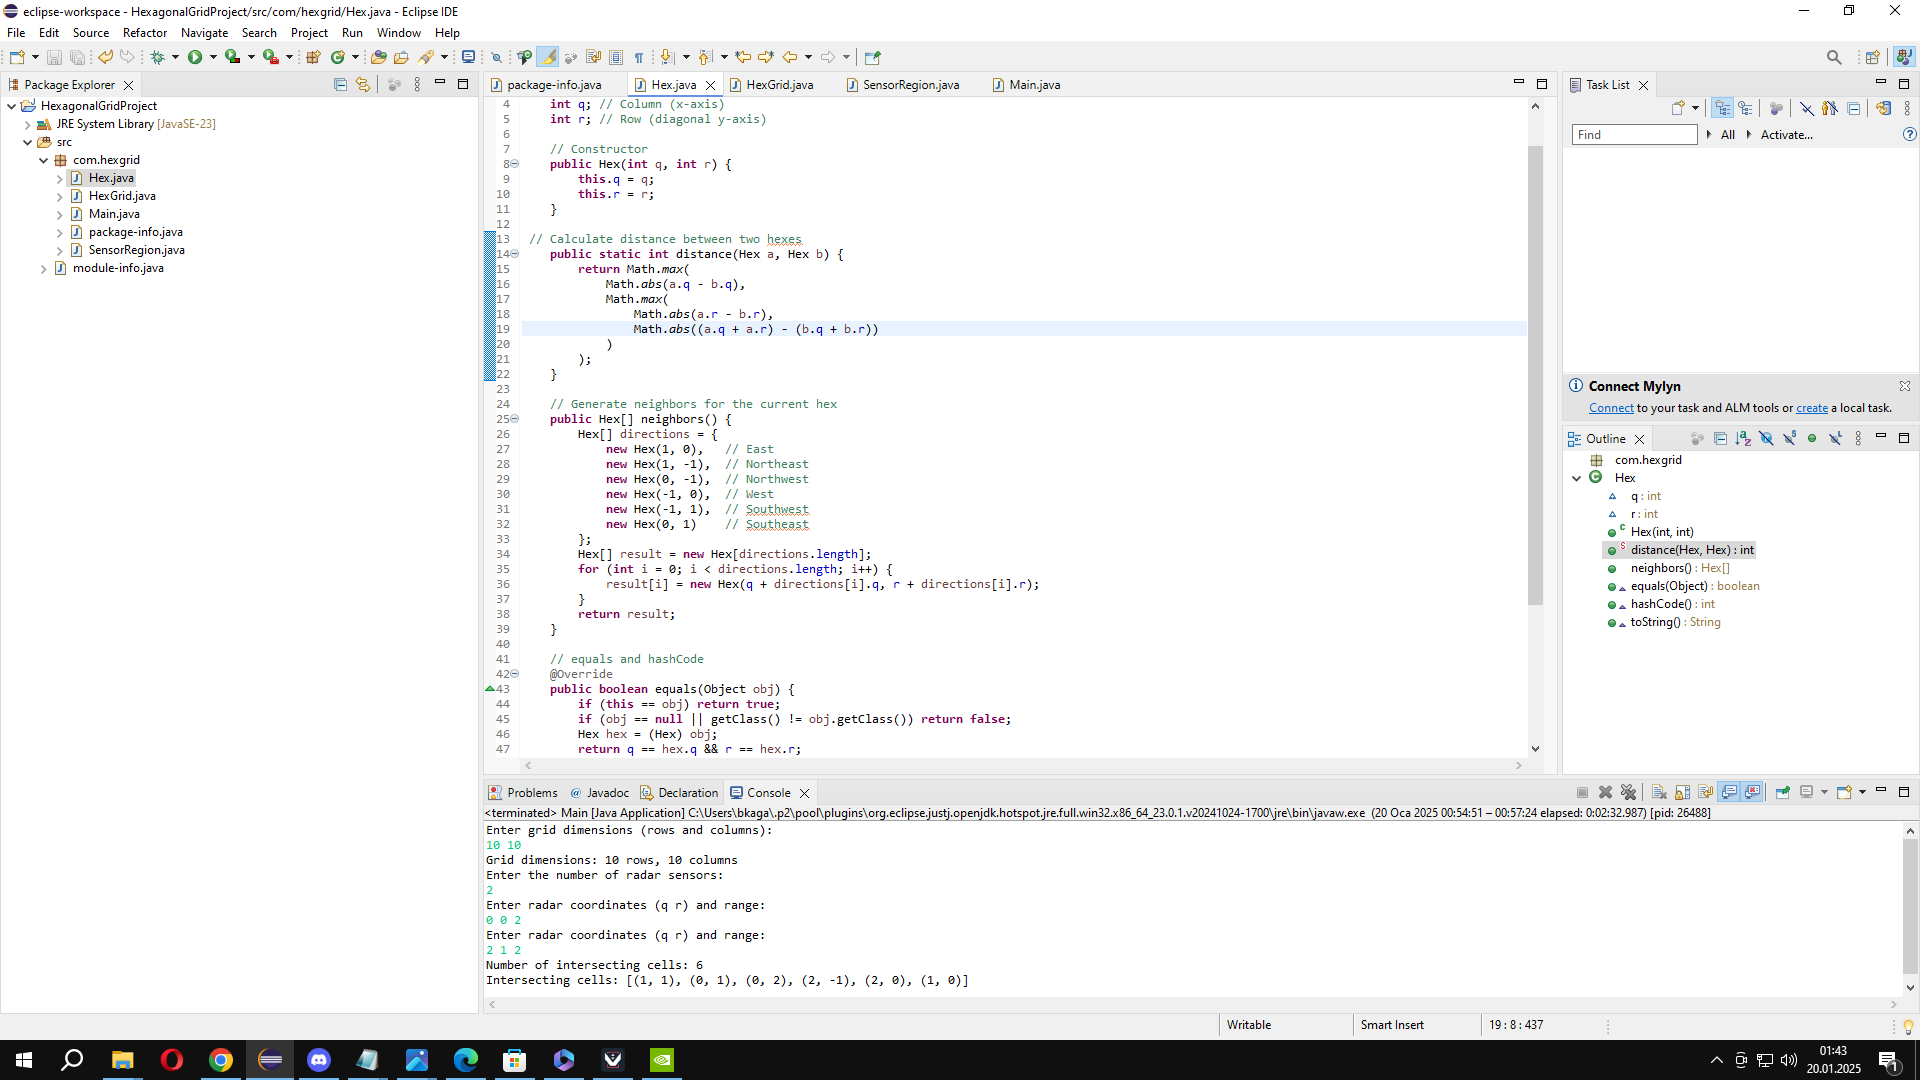 eclipse-workspace - HexagonalGridProject/src/com/hexgrid/Hex.java - Eclipse IDE
File Edit Source Refactor Navigate Search Project Run Window Help
Package Explorer
HexagonalGridProject
JRE System Library [JavaSE-23]
src
com.hexgrid
Hex.java
HexGrid.java
Main.java
package-info.java
SensorRegion.java
module-info.java
package-info.java Hex.java HexGrid.java SensorRegion.java Main.java
4 int q; // Column (x-axis)
5 int r; // Row (diagonal y-axis)
6
7 // Constructor
8 public Hex(int q, int r) {
9 this.q = q;
10 this.r = r;
11 }
12
13 // Calculate distance between two hexes
14 public static int distance(Hex a, Hex b) {
15 return Math.max(
16 Math.abs(a.q - b.q),
17 Math.max(
18 Math.abs(a.r - b.r),
19 Math.abs((a.q + a.r) - (b.q + b.r))
20 )
21 );
22 }
23
24 // Generate neighbors for the current hex
25 public Hex[] neighbors() {
26 Hex[] directions = {
27 new Hex(1, 0), // East
28 new Hex(1, -1), // Northeast
29 new Hex(0, -1), // Northwest
30 new Hex(-1, 0), // West
31 new Hex(-1, 1), // Southwest
32 new Hex(0, 1) // Southeast
33 };
34 Hex[] result = new Hex[directions.length];
35 for (int i = 0; i < directions.length; i++) {
36 result[i] = new Hex(q + directions[i].q, r + directions[i].r);
37 }
38 return result;
39 }
40
41 // equals and hashCode
42 @Override
43 public boolean equals(Object obj) {
44 if (this == obj) return true;
45 if (obj == null || getClass() != obj.getClass()) return false;
46 Hex hex = (Hex) obj;
47 return q == hex.q && r == hex.r;
Task List
Find All Activate...
Connect Mylyn
Connect to your task and ALM tools or create a local task.
Outline
com.hexgrid
Hex
q : int
r : int
Hex(int, int)
distance(Hex, Hex) : int
neighbors() : Hex[]
equals(Object) : boolean
hashCode() : int
toString() : String
Problems Javadoc Declaration Console
<terminated> Main [Java Application] C:\Users\bkaga\.p2\pool\plugins\org.eclipse.justj.openjdk.hotspot.jre.full.win32.x86_64_23.0.1.v20241024-1700\jre\bin\javaw.exe (20 Oca 2025 00:54:51 – 00:57:24 elapsed: 0:02:32.987) [pid: 26488]
Enter grid dimensions (rows and columns):
10 10
Grid dimensions: 10 rows, 10 columns
Enter the number of radar sensors:
2
Enter radar coordinates (q r) and range:
0 0 2
Enter radar coordinates (q r) and range:
2 1 2
Number of intersecting cells: 6
Intersecting cells: [(1, 1), (0, 1), (0, 2), (2, -1), (2, 0), (1, 0)]
Writable Smart Insert 19 : 8 : 437
01:43
20.01.2025
1